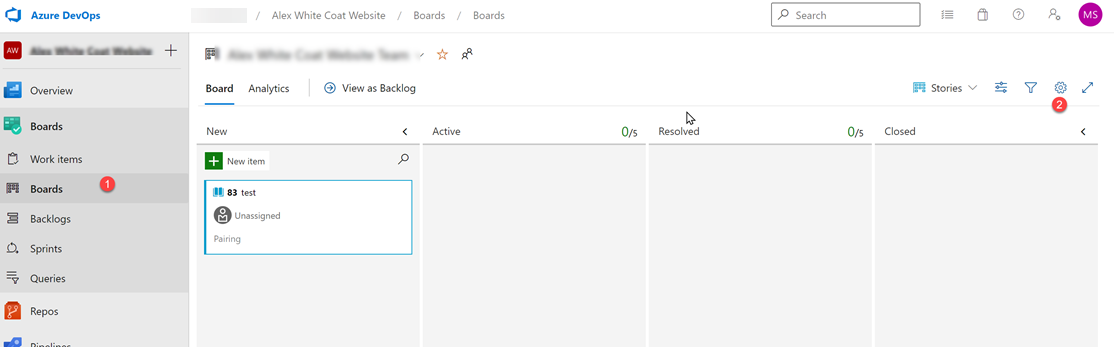 Azure DevOps / Alex White Coat Website / Boards / Boards Search MS
AW Alex White Coat Website
Alex White Coat Website Team
Overview
Board Analytics View as Backlog Stories
2
Boards
New Active 0/5 Resolved 0/5 Closed
Work items
New item
Boards 1
83 test
Unassigned
Pairing
Backlogs
Sprints
Queries
Repos
Pipelines